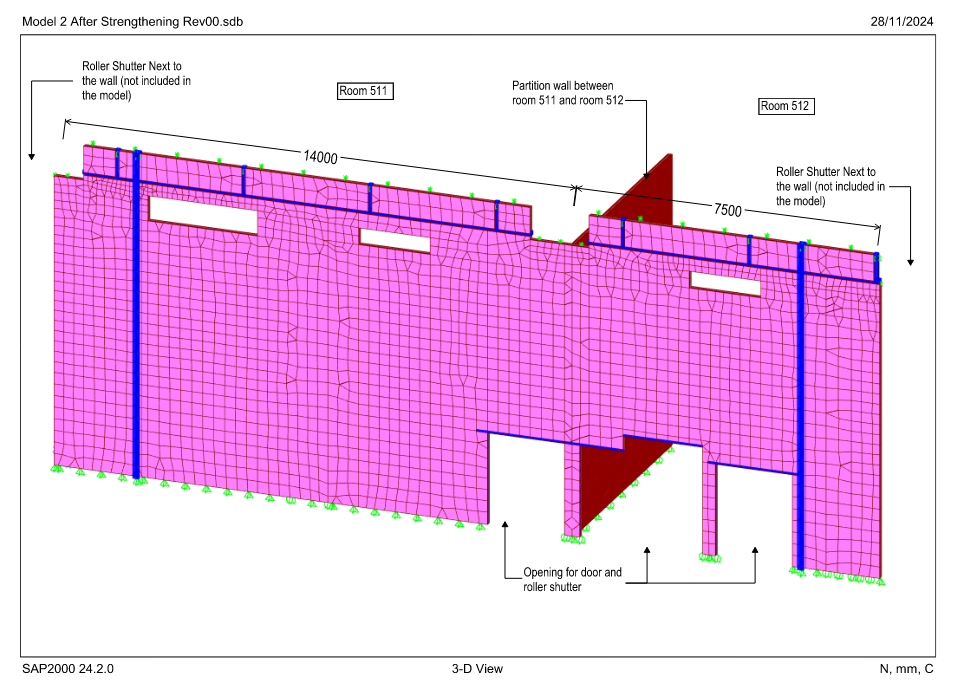 Model 2 After Strengthening Rev00.sdb
28/11/2024
Roller Shutter Next to
the wall (not included in
the model)
Room 511
Partition wall between
room 511 and room 512
Room 512
14000
Roller Shutter Next to
the wall (not included in
the model)
7500
Opening for door and
roller shutter
SAP2000 24.2.0
3-D View
N, mm, C